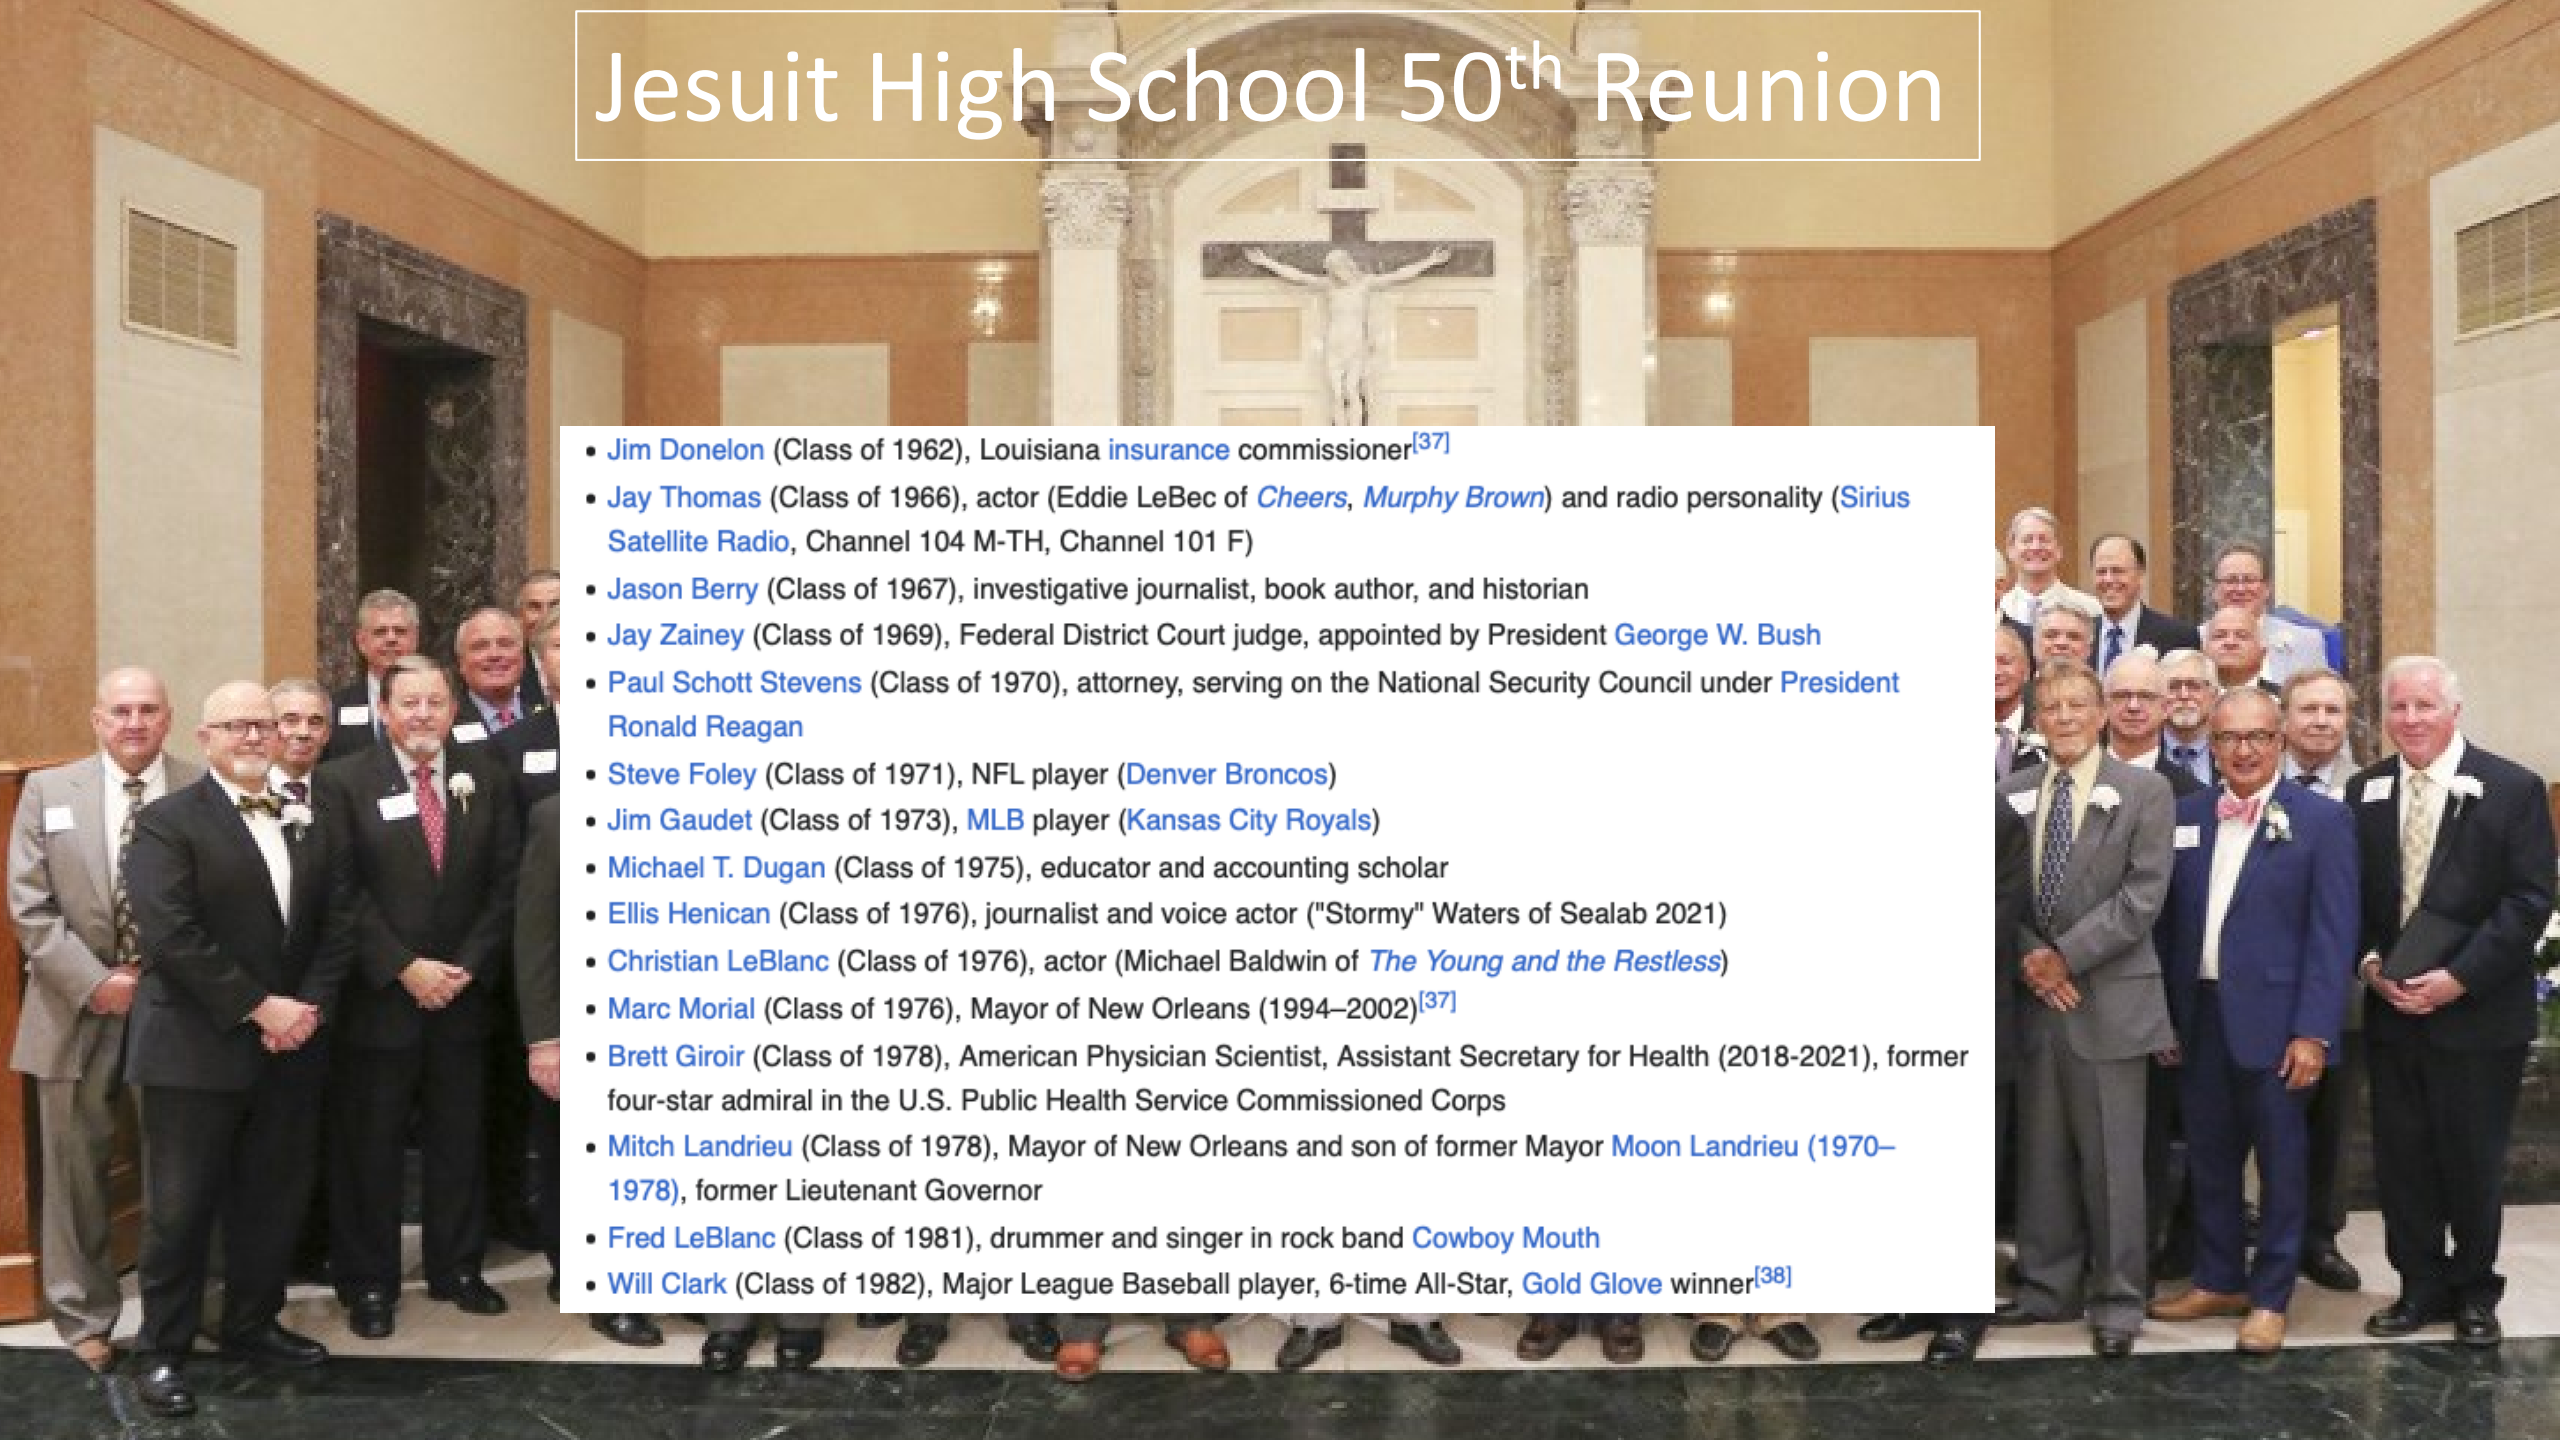 Jesuit High School 50th Reunion
• Jim Donelon (Class of 1962), Louisiana insurance commissioner[37]
• Jay Thomas (Class of 1966), actor (Eddie LeBec of Cheers, Murphy Brown) and radio personality (Sirius
Satellite Radio, Channel 104 M-TH, Channel 101 F)
• Jason Berry (Class of 1967), investigative journalist, book author, and historian
• Jay Zainey (Class of 1969), Federal District Court judge, appointed by President George W. Bush
• Paul Schott Stevens (Class of 1970), attorney, serving on the National Security Council under President
Ronald Reagan
• Steve Foley (Class of 1971), NFL player (Denver Broncos)
• Jim Gaudet (Class of 1973), MLB player (Kansas City Royals)
• Michael T. Dugan (Class of 1975), educator and accounting scholar
• Ellis Henican (Class of 1976), journalist and voice actor ("Stormy" Waters of Sealab 2021)
• Christian LeBlanc (Class of 1976), actor (Michael Baldwin of The Young and the Restless)
• Marc Morial (Class of 1976), Mayor of New Orleans (1994–2002)[37]
• Brett Giroir (Class of 1978), American Physician Scientist, Assistant Secretary for Health (2018-2021), former
four-star admiral in the U.S. Public Health Service Commissioned Corps
• Mitch Landrieu (Class of 1978), Mayor of New Orleans and son of former Mayor Moon Landrieu (1970–
1978), former Lieutenant Governor
• Fred LeBlanc (Class of 1981), drummer and singer in rock band Cowboy Mouth
• Will Clark (Class of 1982), Major League Baseball player, 6-time All-Star, Gold Glove winner[38]